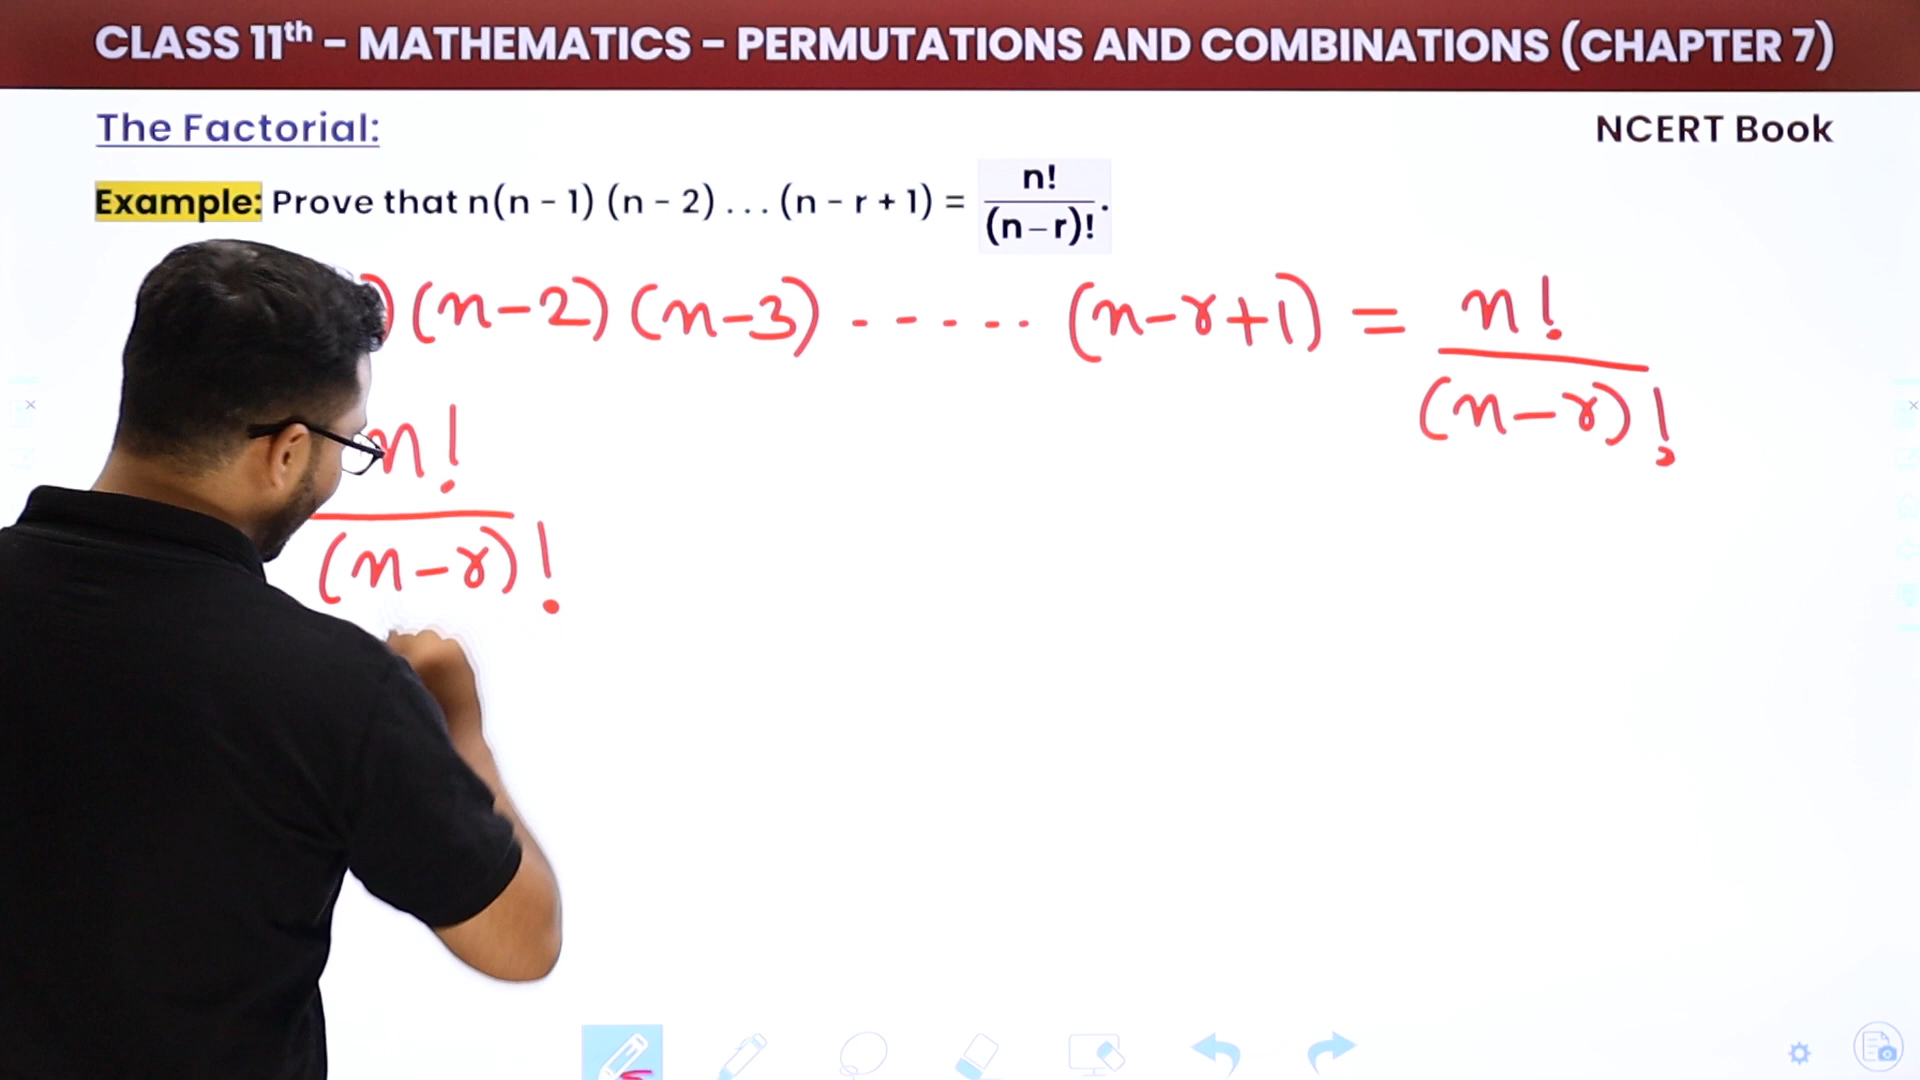 CLASS 11th - MATHEMATICS - PERMUTATIONS AND COMBINATIONS (CHAPTER 7)
The Factorial:
NCERT Book
Example: Prove that n(n - 1) (n - 2) . . . (n - r + 1) = n!/(n-r)!.
) (n-2) (n-3) ----- (n-r+1) = n!/(n-r)!
n!
(n-r)!